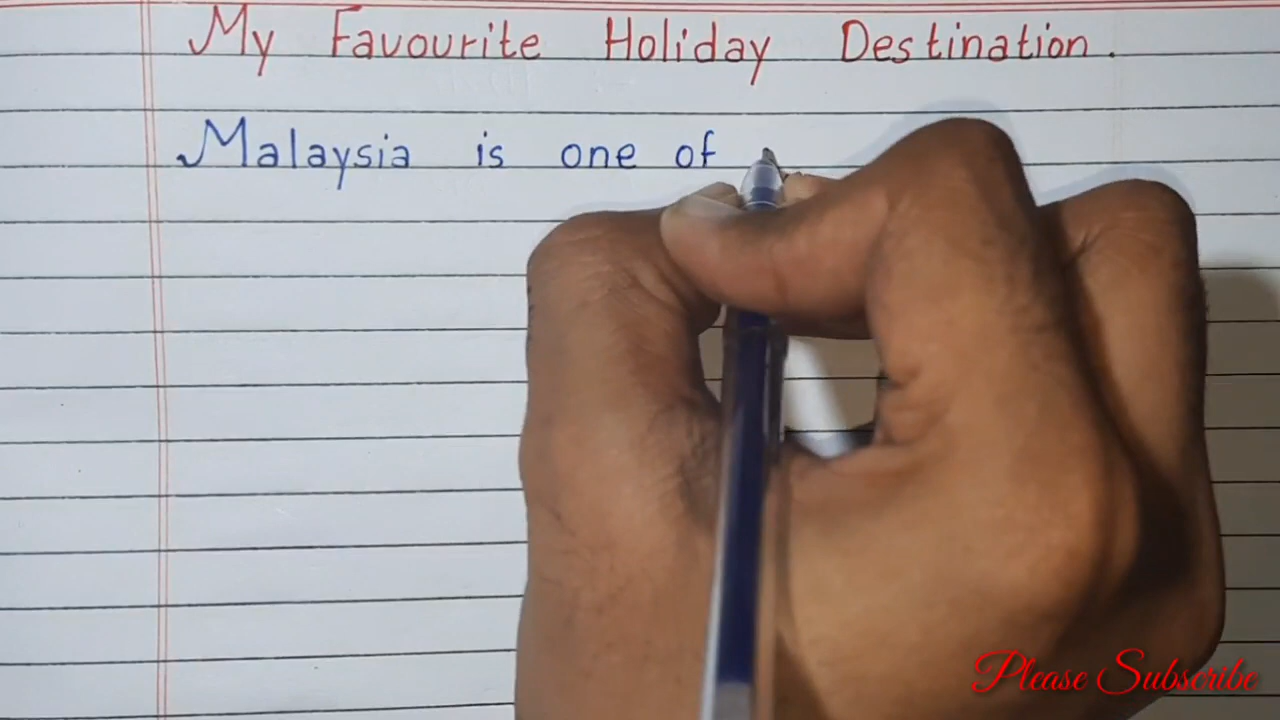 My Favourite Holiday Destination.
Malaysia is one of
Please Subscribe